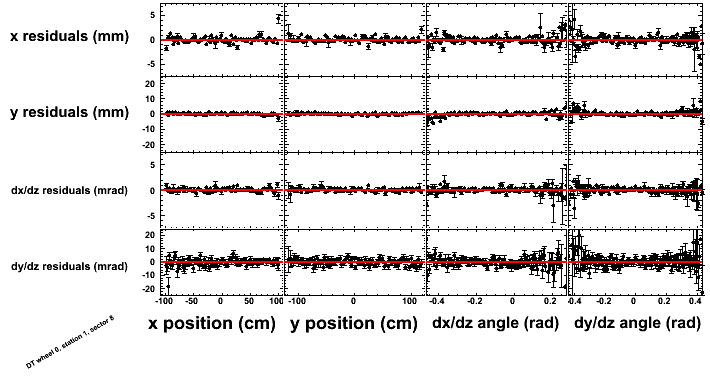 x residuals (mm)
5
0
-5
y residuals (mm)
20
10
0
-10
-20
dx/dz residuals (mrad)
5
0
-5
dy/dz residuals (mrad)
20
10
0
-10
-20
-100 -50 0 50 100 -100 0 100 -0.4 -0.2 0 0.2 -0.4 -0.2 0 0.2 0.4
x position (cm) y position (cm) dx/dz angle (rad) dy/dz angle (rad)
DT wheel 0, station 1, sector 8